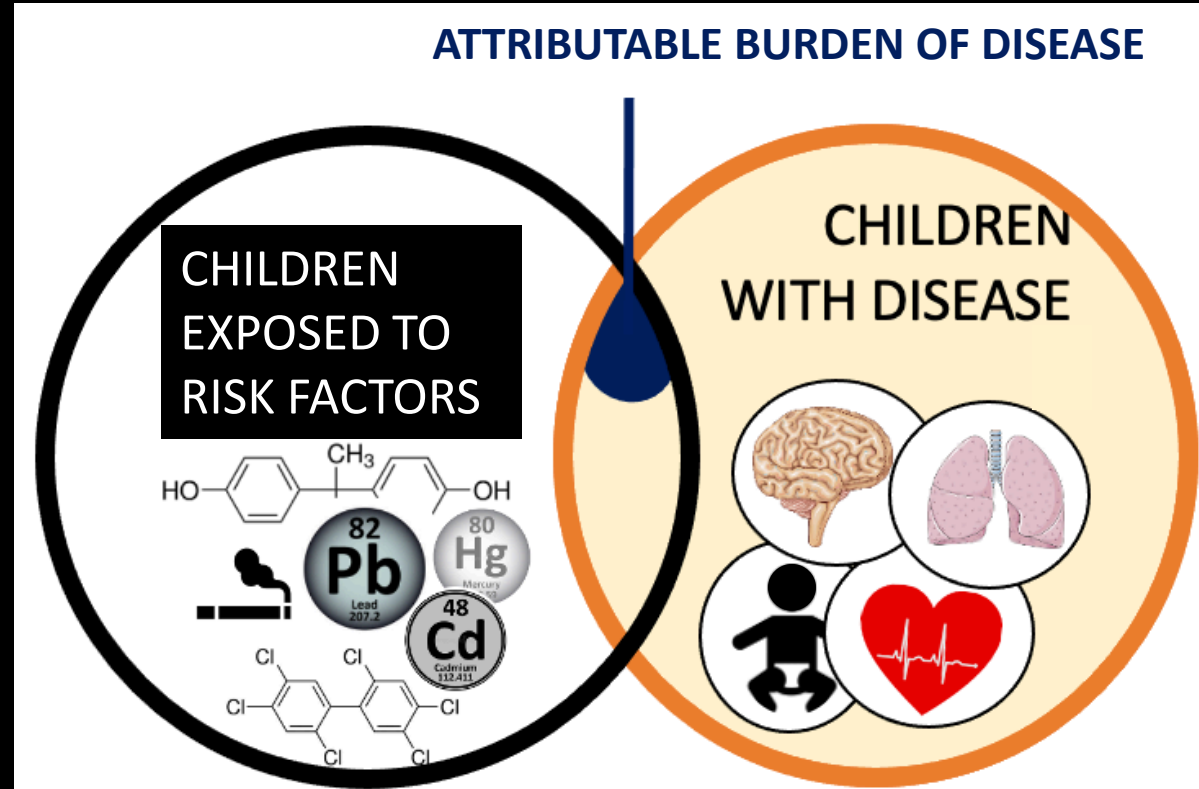 ATTRIBUTABLE BURDEN OF DISEASE
CHILDREN
EXPOSED TO
RISK FACTORS
CHILDREN
WITH DISEASE
CH₃
HO
OH
82
Pb
Lead
207.2
80
Hg
Mercury
48
Cd
Cadmium
112.411
Cl
Cl
Cl
Cl
Cl
Cl